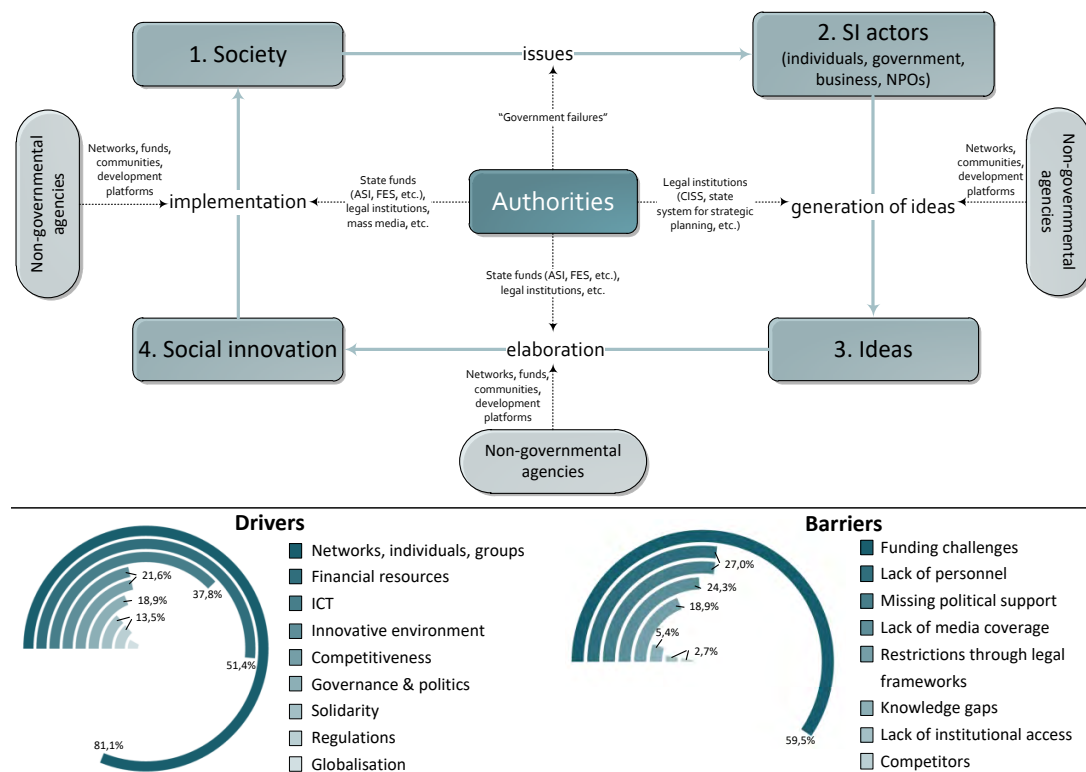 1. Society
issues
2. SI actors
(individuals, government,
business, NPOs)
"Government failures"
Non-governmental
agencies
Networks, funds,
communities,
development
platforms
implementation
State funds
(ASI, FES, etc.),
legal institutions,
mass media, etc.
Authorities
Legal institutions
(CISS, state
system for strategic
planning, etc.)
generation of ideas
Networks,
communities,
development
platforms
Non-governmental
agencies
State funds (ASI, FES, etc.),
legal institutions, etc.
4. Social innovation
elaboration
3. Ideas
Networks, funds,
communities,
development
platforms
Non-governmental
agencies
Drivers
21,6%
37,8%
18,9%
13,5%
51,4%
81,1%
Networks, individuals, groups
Financial resources
ICT
Innovative environment
Competitiveness
Governance & politics
Solidarity
Regulations
Globalisation
Barriers
27,0%
24,3%
18,9%
5,4%
2,7%
59,5%
Funding challenges
Lack of personnel
Missing political support
Lack of media coverage
Restrictions through legal
frameworks
Knowledge gaps
Lack of institutional access
Competitors